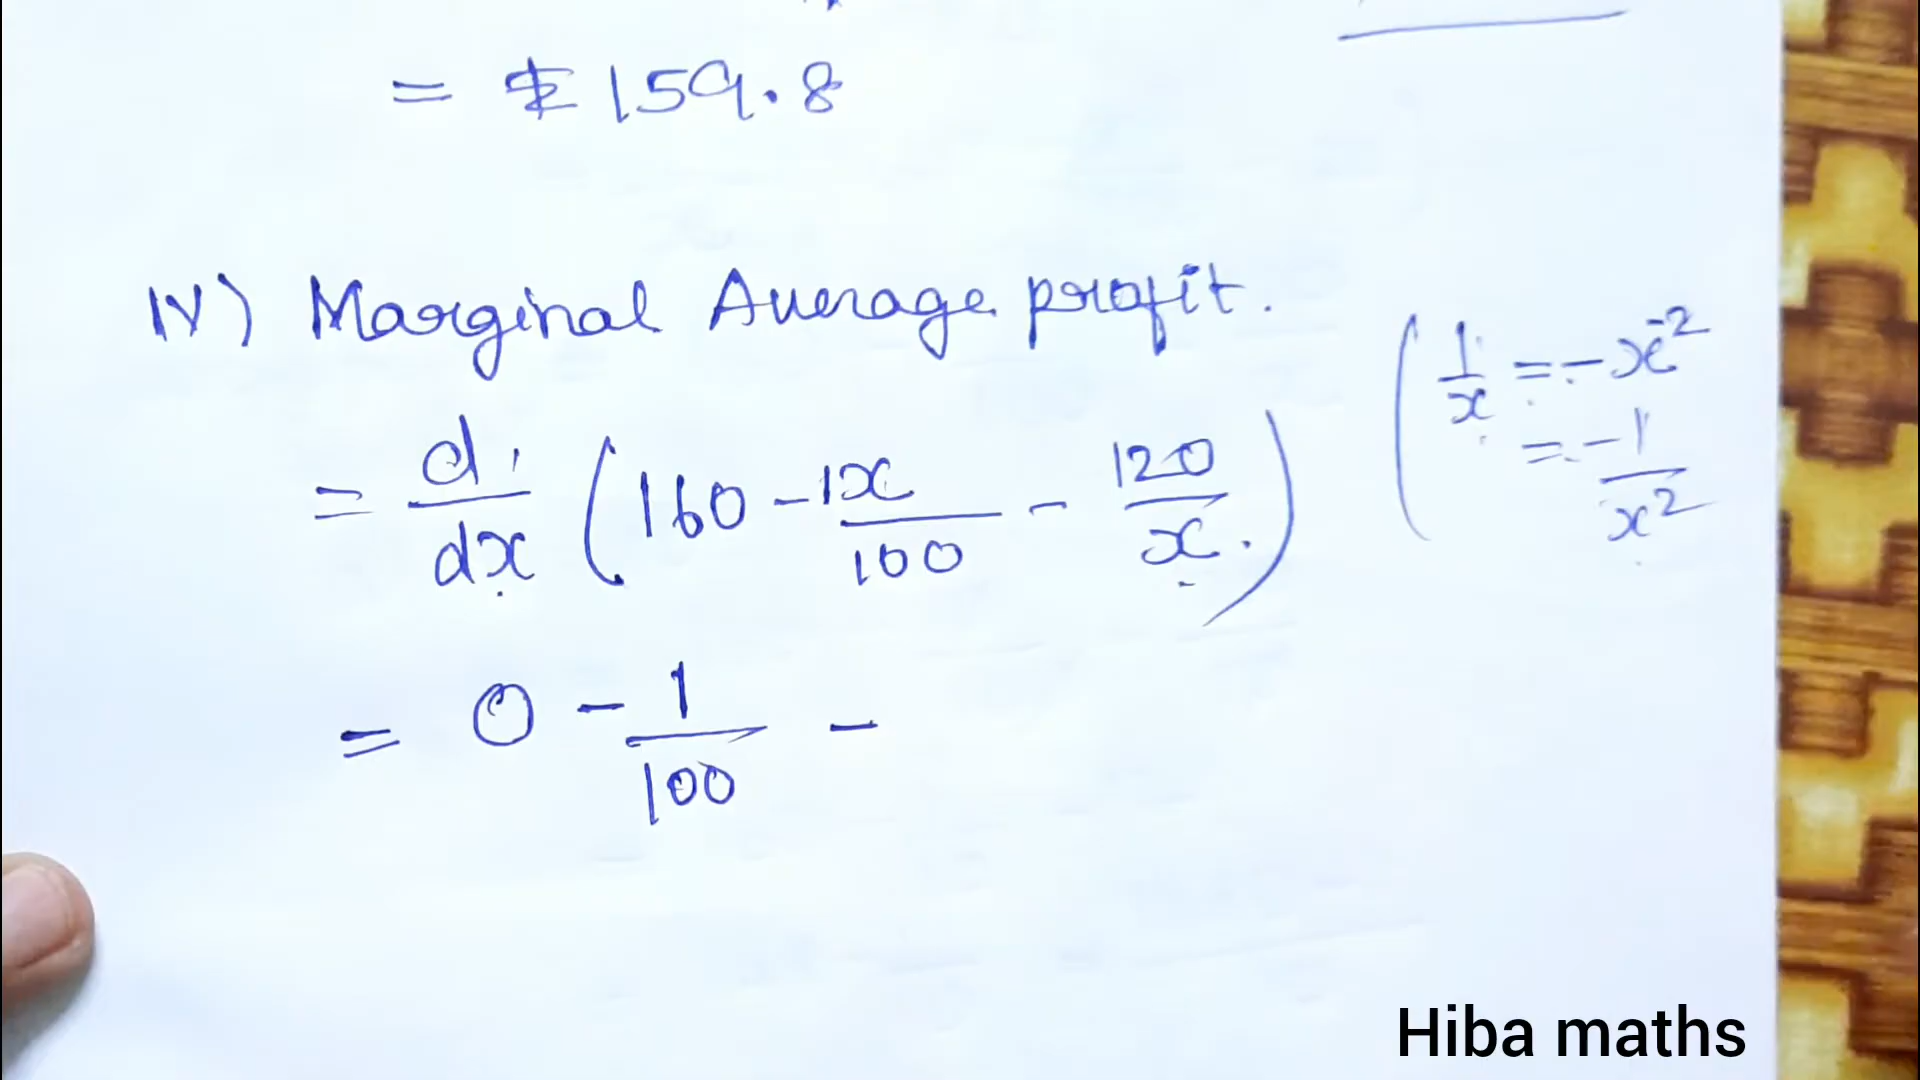 = $159.8
IV) Marginal Average profit.
= d/dx (160 - 1x/100 - 120/x)
(1/x = -x^-2
= -1/x^2
= 0 - 1/100 -
Hiba maths